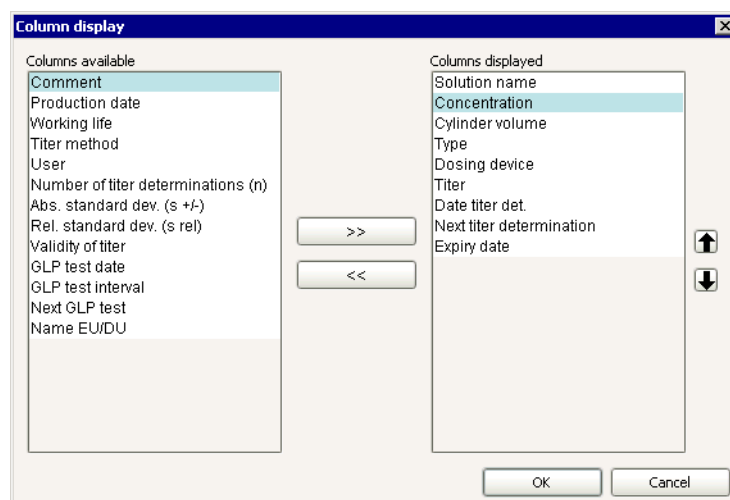 Column display
Columns available
Comment
Production date
Working life
Titer method
User
Number of titer determinations (n)
Abs. standard dev. (s +/-)
Rel. standard dev. (s rel)
Validity of titer
GLP test date
GLP test interval
Next GLP test
Name EU/DU
>>
<<
Columns displayed
Solution name
Concentration
Cylinder volume
Type
Dosing device
Titer
Date titer det.
Next titer determination
Expiry date
OK
Cancel